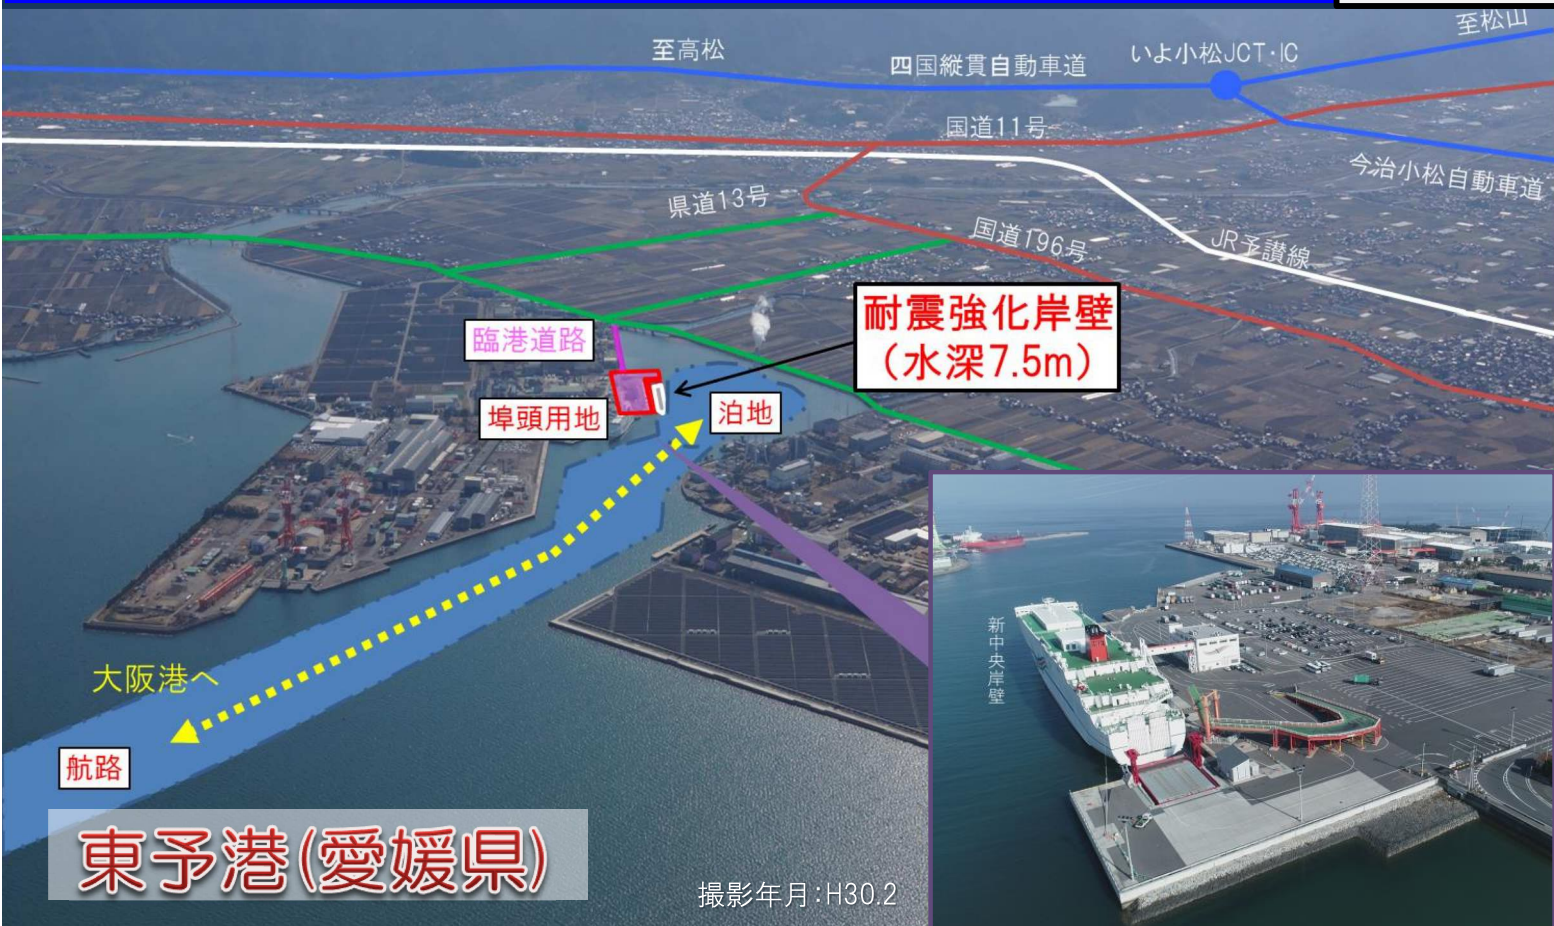 至松山
至高松
四国縦貫自動車道
いよ小松JCT・IC
国道11号
今治小松自動車道
県道13号
国道196号
JR予讃線
耐震強化岸壁
(水深7.5m)
臨港道路
埠頭用地
泊地
新中央岸壁
大阪港へ
航路
東予港(愛媛県)
撮影年月:H30.2